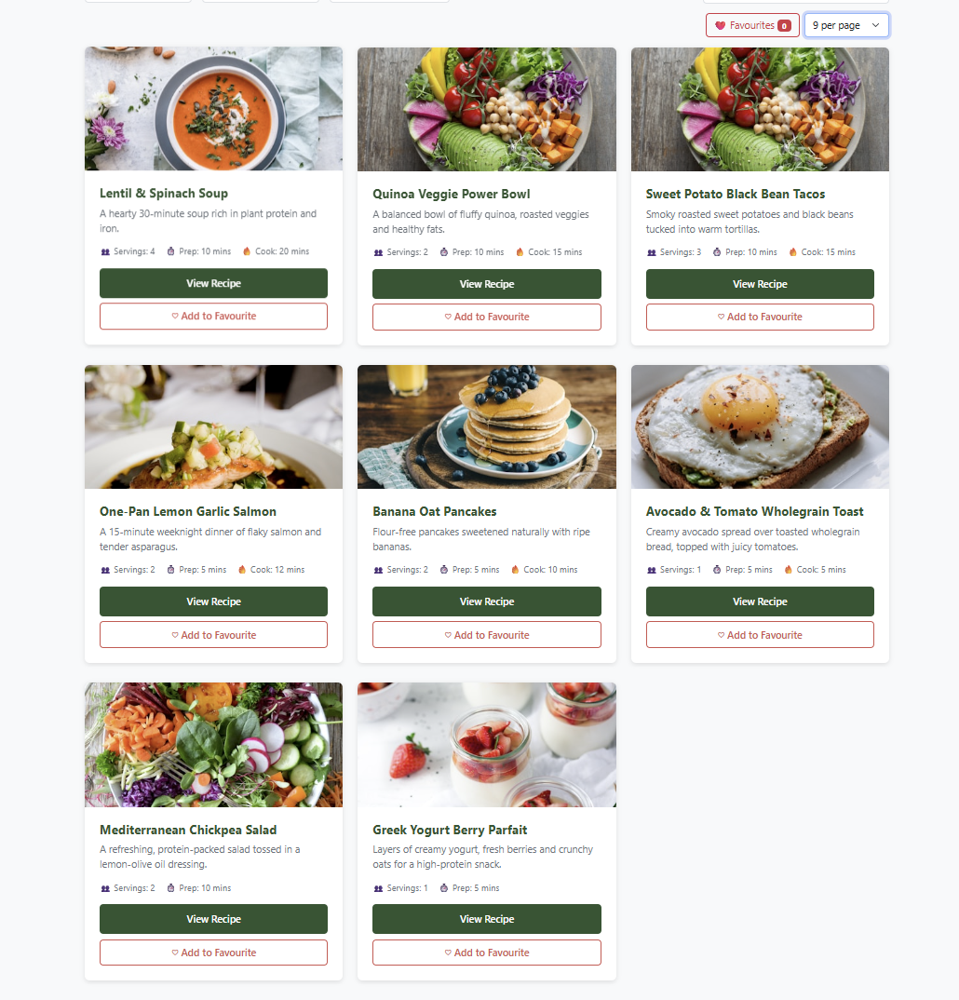 Favourites 0
9 per page
Lentil & Spinach Soup
A hearty 30-minute soup rich in plant protein and
iron.
Servings: 4 Prep: 10 mins Cook: 20 mins
View Recipe
♡ Add to Favourite
Quinoa Veggie Power Bowl
A balanced bowl of fluffy quinoa, roasted veggies
and healthy fats.
Servings: 2 Prep: 10 mins Cook: 15 mins
View Recipe
♡ Add to Favourite
Sweet Potato Black Bean Tacos
Smoky roasted sweet potatoes and black beans
tucked into warm tortillas.
Servings: 3 Prep: 10 mins Cook: 15 mins
View Recipe
♡ Add to Favourite
One-Pan Lemon Garlic Salmon
A 15-minute weeknight dinner of flaky salmon and
tender asparagus.
Servings: 2 Prep: 5 mins Cook: 12 mins
View Recipe
♡ Add to Favourite
Banana Oat Pancakes
Flour-free pancakes sweetened naturally with ripe
bananas.
Servings: 2 Prep: 5 mins Cook: 10 mins
View Recipe
♡ Add to Favourite
Avocado & Tomato Wholegrain Toast
Creamy avocado spread over toasted wholegrain
bread, topped with juicy tomatoes.
Servings: 1 Prep: 5 mins Cook: 5 mins
View Recipe
♡ Add to Favourite
Mediterranean Chickpea Salad
A refreshing, protein-packed salad tossed in a
lemon-olive oil dressing.
Servings: 2 Prep: 10 mins
View Recipe
♡ Add to Favourite
Greek Yogurt Berry Parfait
Layers of creamy yogurt, fresh berries and crunchy
oats for a high-protein snack.
Servings: 1 Prep: 5 mins
View Recipe
♡ Add to Favourite